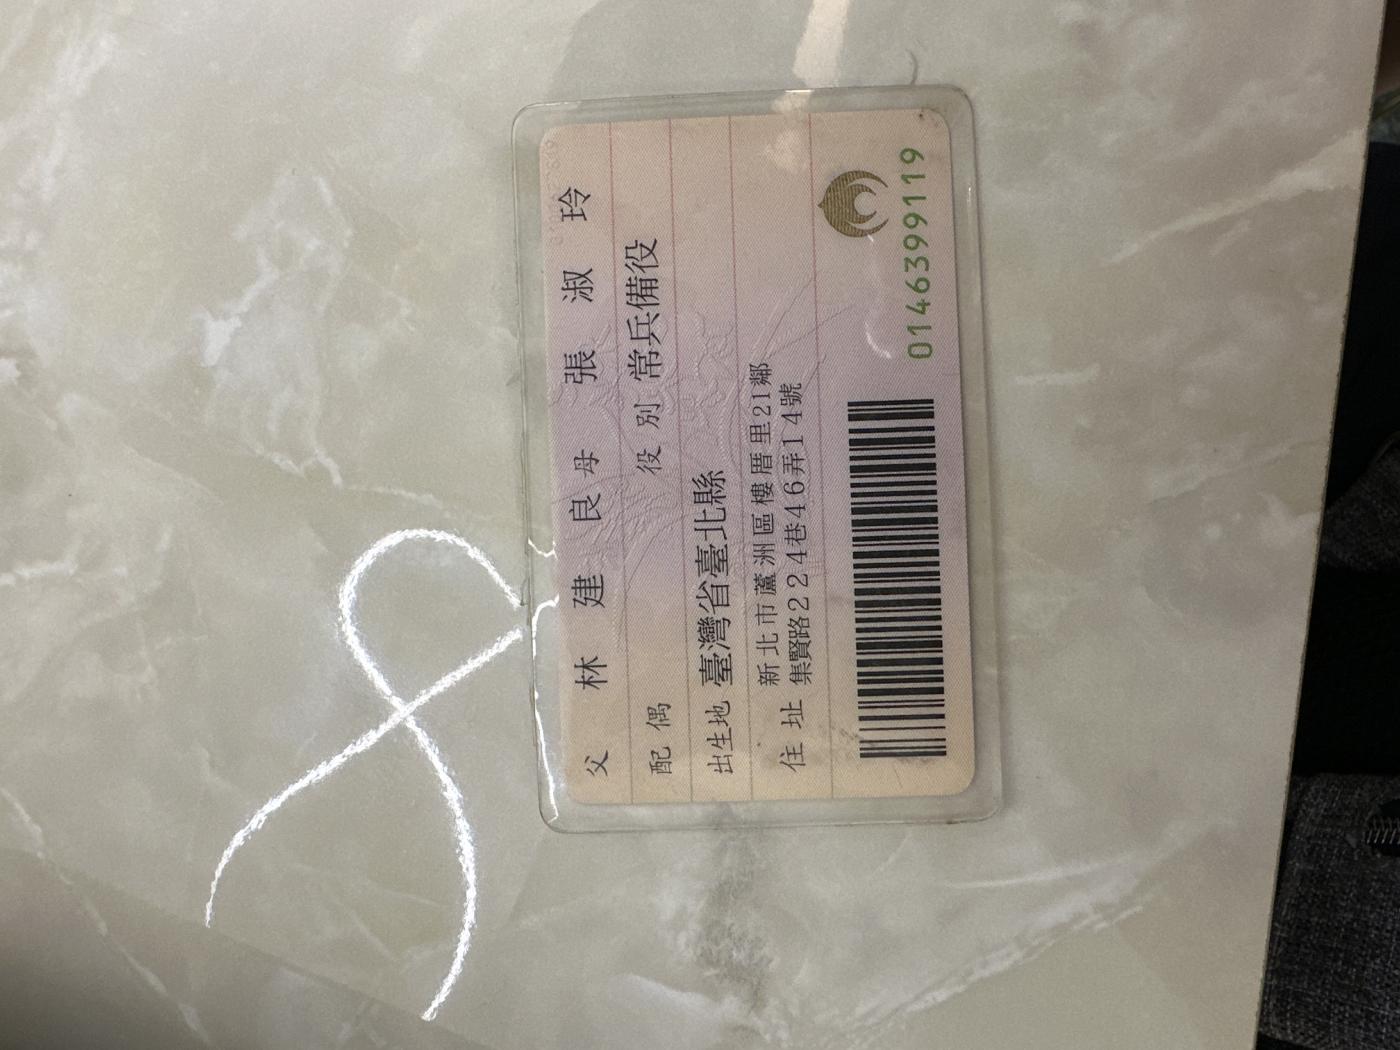 父 林建良 母 張淑玲
配偶 役別 常兵備役
出生地 臺灣省臺北縣
住址 新北市蘆洲區樓厝里21鄰
集賢路224巷46弄14號
0146399119